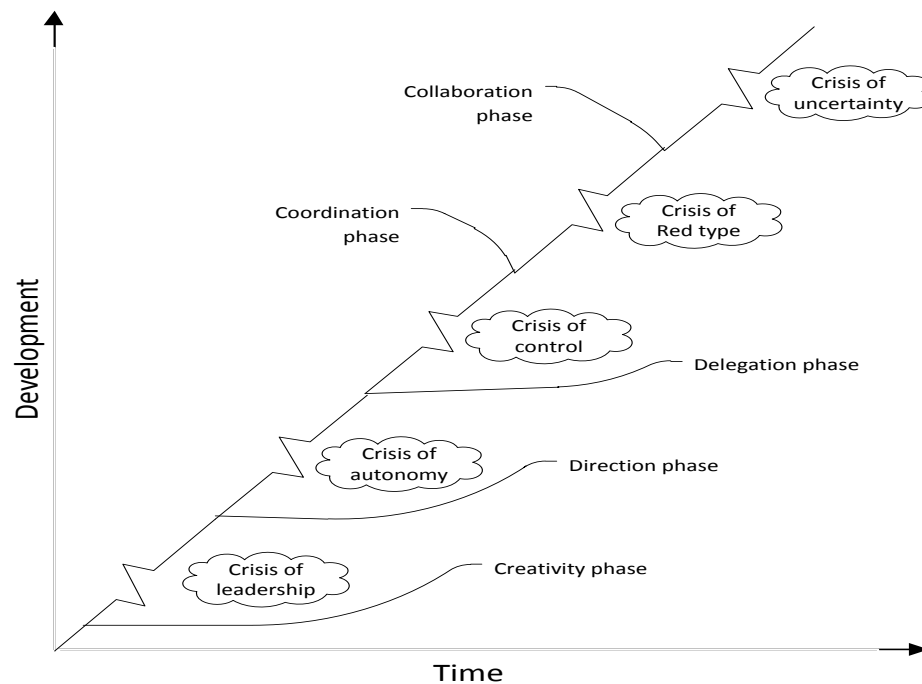 Crisis of
uncertainty
Collaboration
phase
Crisis of
Red type
Coordination
phase
Crisis of
control
Delegation phase
Development
Crisis of
autonomy
Direction phase
Crisis of
leadership
Creativity phase
Time